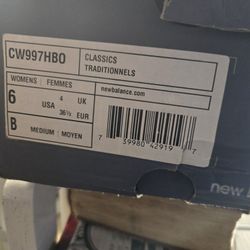 CW997HBO
CLASSICS
TRADITIONNELS
WOMENS | FEMMES
newbalance.com
6 USA 4 UK 36½ EUR
B MEDIUM | MOYEN
7 39980 42919 7
new b